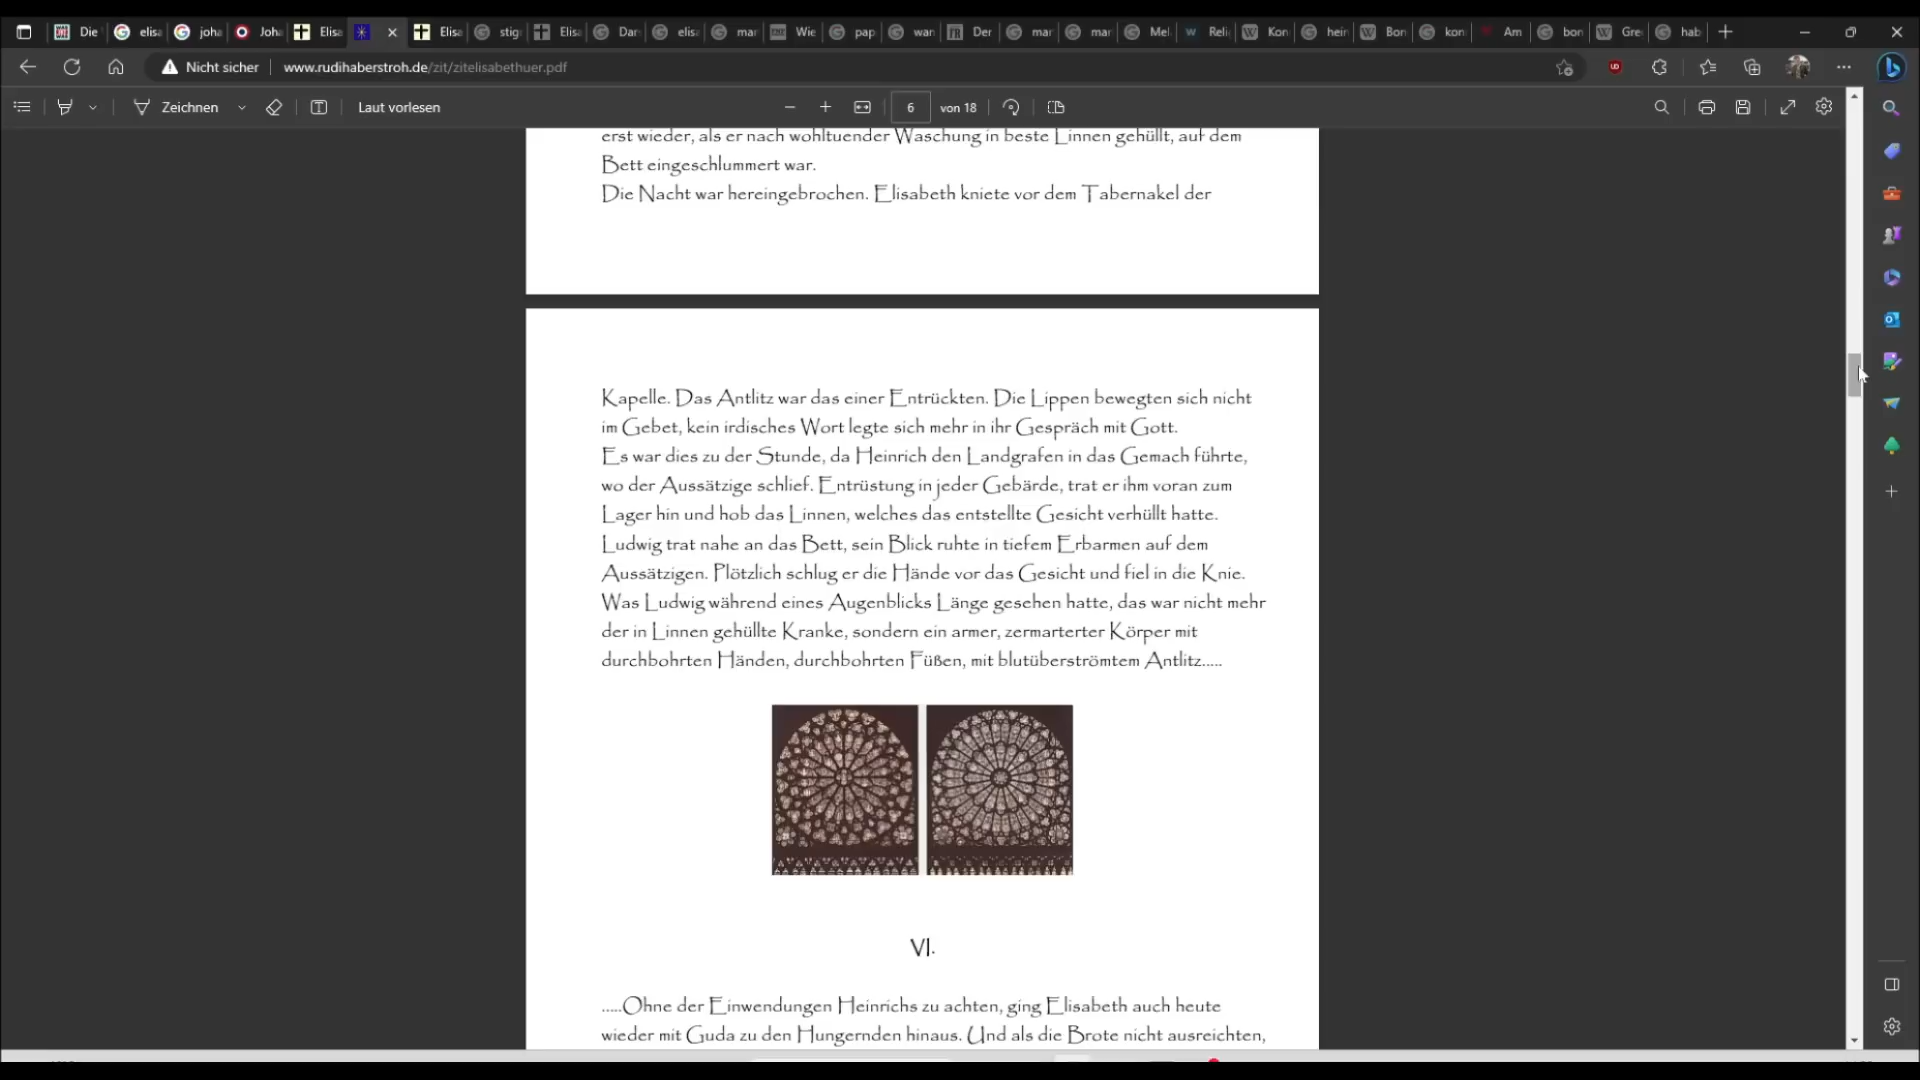 Die
elisa
joha
Joha
Elisa
Elisa
stig
Elisa
Dar
elisa
mar
Wie
pap
wan
Der
mar
mar
Mel
Reli
Kon
hein
Bon
kon
Am
bon
Gre
hab
Nicht sicher
www.rudihaberstroh.de/zit/zitelisabethuer.pdf
Zeichnen
Laut vorlesen
6 von 18
erst wieder, als er nach wohltuender Waschung in beste Linnen gehüllt, auf dem
Bett eingeschlummert war.
Die Nacht war hereingebrochen. Elisabeth kniete vor dem Tabernakel der
Kapelle. Das Antlitz war das einer Entrückten. Die Lippen bewegten sich nicht
im Gebet, kein irdisches Wort legte sich mehr in ihr Gespräch mit Gott.
Es war dies zu der Stunde, da Heinrich den Landgrafen in das Gemach führte,
wo der Aussätzige schlief. Entrüstung in jeder Gebärde, trat er ihm voran zum
Lager hin und hob das Linnen, welches das entstellte Gesicht verhüllt hatte.
Ludwig trat nahe an das Bett, sein Blick ruhte in tiefem Erbarmen auf dem
Aussätzigen. Plötzlich schlug er die Hände vor das Gesicht und fiel in die Knie.
Was Ludwig während eines Augenblicks Länge gesehen hatte, das war nicht mehr
der in Linnen gehüllte Kranke, sondern ein armer, zermarterter Körper mit
durchbohrten Händen, durchbohrten Füßen, mit blutüberströmtem Antlitz.....
VI.
.....Ohne der Einwendungen Heinrichs zu achten, ging Elisabeth auch heute
wieder mit Guda zu den Hungernden hinaus. Und als die Brote nicht ausreichten,